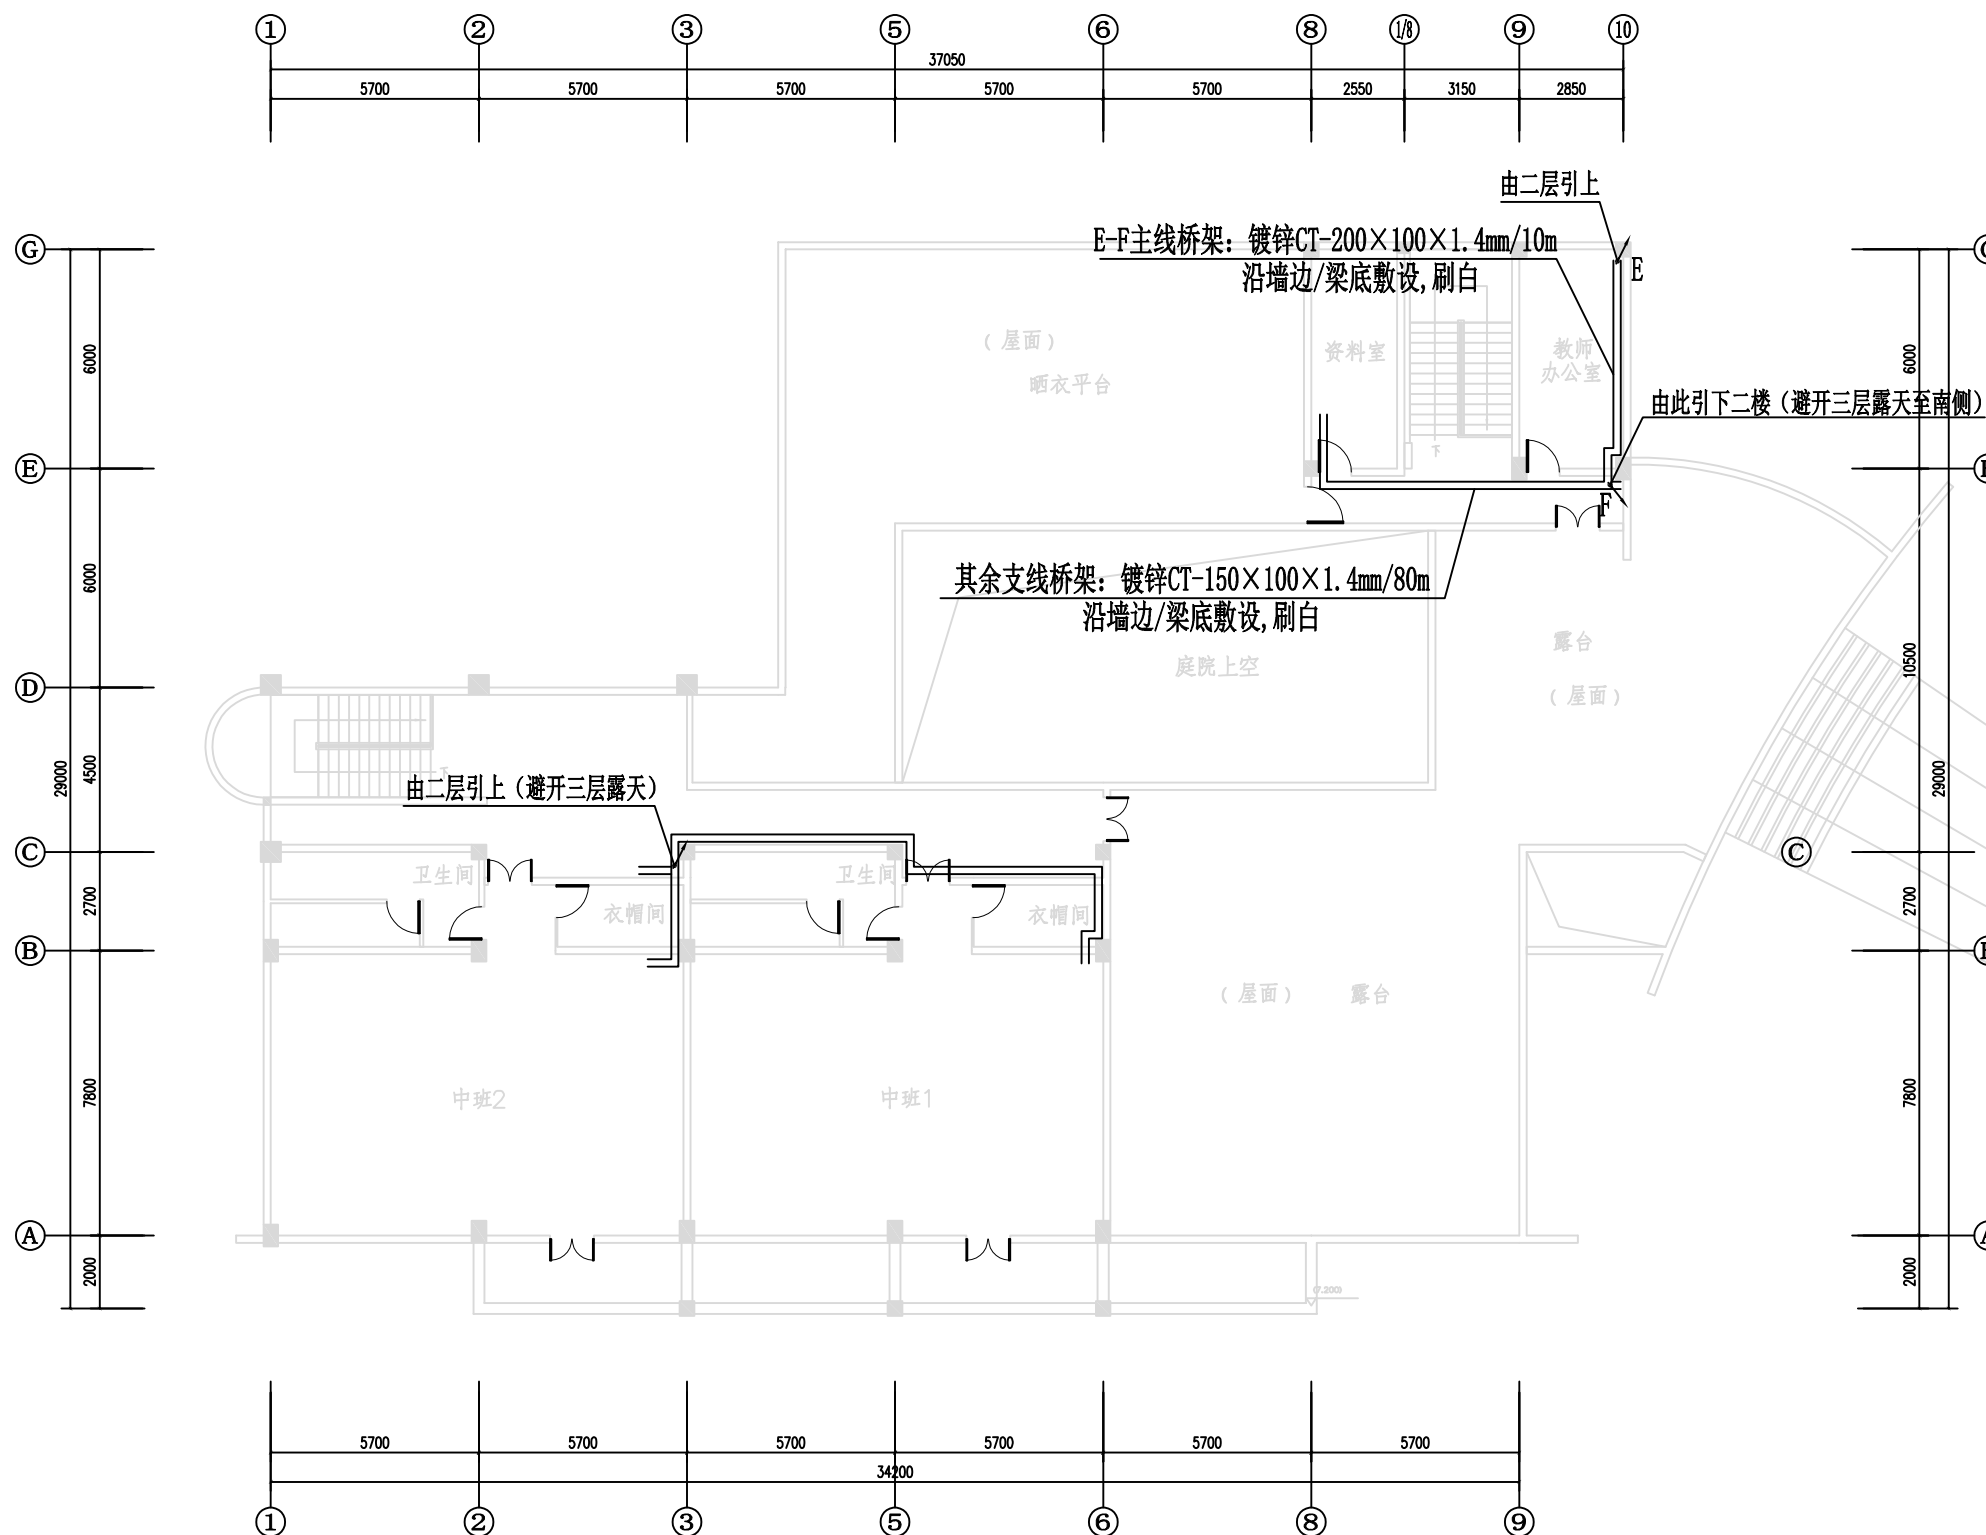 ① ② ③ ⑤ ⑥ ⑧ 1/8 ⑨ ⑩
37050
5700 5700 5700 5700 5700 2550 3150 2850
由二层引上
G
E-F主线桥架：镀锌CT-200×100×1.4mm/10m
沿墙边/梁底敷设,刷白
E
（屋面）
晒衣平台
资料室
教师
办公室
6000
6000
由此引下二楼（避开三层露天至南侧）
下
E
F
其余支线桥架：镀锌CT-150×100×1.4mm/80m
沿墙边/梁底敷设,刷白
6000
露台
庭院上空
10500
D
（屋面）
29000
4500
29000
下
由二层引上（避开三层露天）
C
C
卫生间
卫生间
2700
衣帽间
衣帽间
2700
B
（屋面） 露台
7800
中班2
中班1
7800
A
2000
2000
(7.200)
5700 5700 5700 5700 5700 5700
34200
① ② ③ ⑤ ⑥ ⑧ ⑨